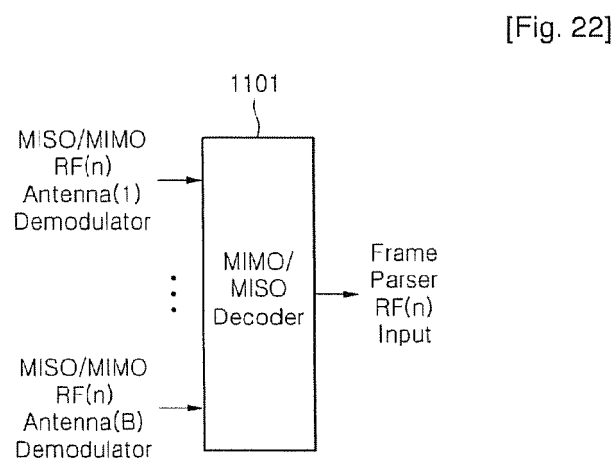 [Fig. 22]
1101
MISO/MIMO
RF(n)
Antenna(1)
Demodulator
MIMO/
MISO
Decoder
Frame
Parser
RF(n)
Input
MISO/MIMO
RF(n)
Antenna(B)
Demodulator